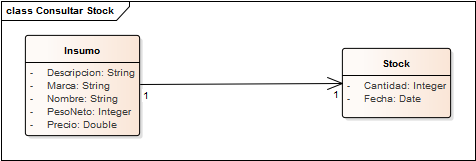 class Consultar Stock
Insumo
- Descripcion: String
- Marca: String
- Nombre: String
- PesoNeto: Integer
- Precio: Double
1
1
Stock
- Cantidad: Integer
- Fecha: Date